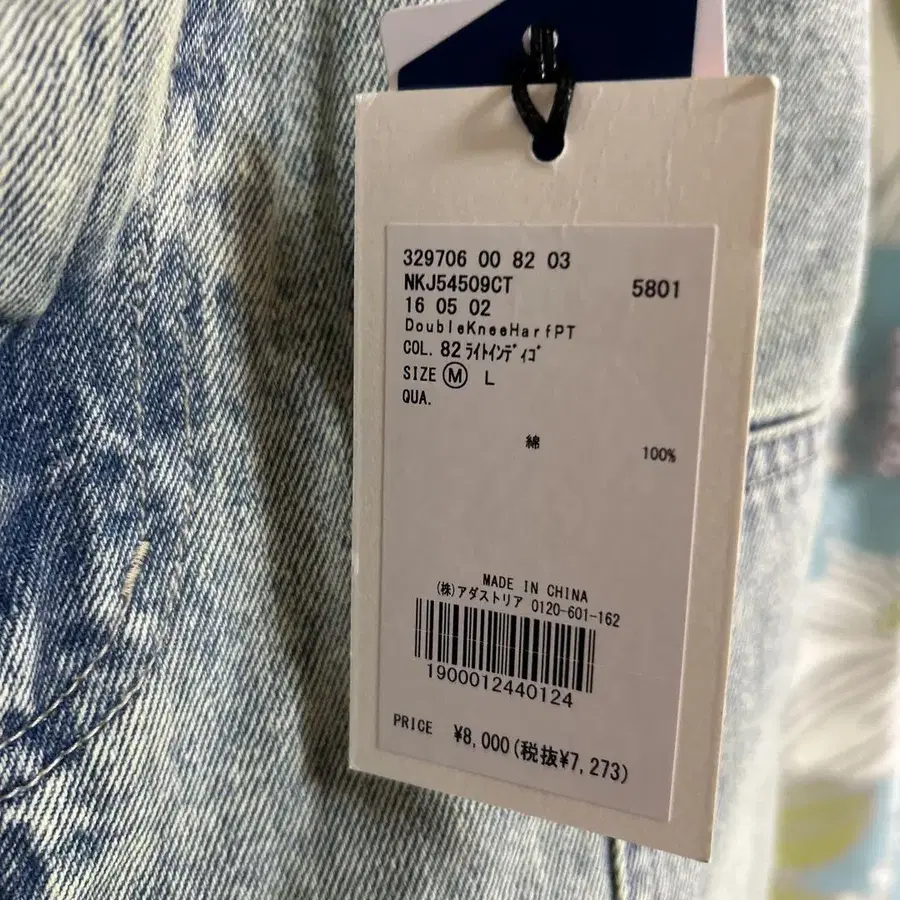 329706 00 82 03
NKJ54509CT 5801
16 05 02
DoubleKneeHarfPT
COL. 82 ﾗｲﾄｲﾝﾃﾞｨｺﾞ
SIZE Ⓜ L
QUA.
綿 100%
MADE IN CHINA
(株)アダストリア 0120-601-162
1900012440124
PRICE ¥8,000(税抜¥7,273)